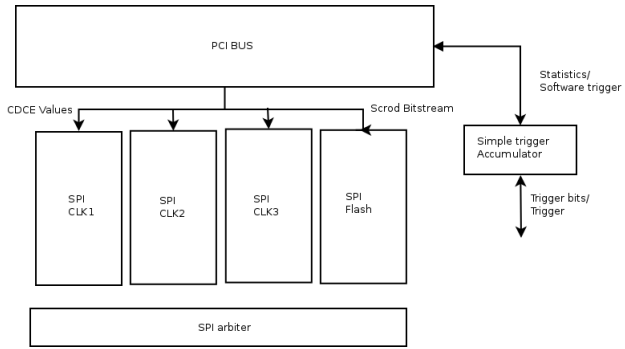 PCI BUS
Statistics/
Software trigger
CDCE Values
Scrod Bitstream
Simple trigger
Accumulator
SPI
CLK1
SPI
CLK2
SPI
CLK3
SPI
Flash
Trigger bits/
Trigger
SPI arbiter